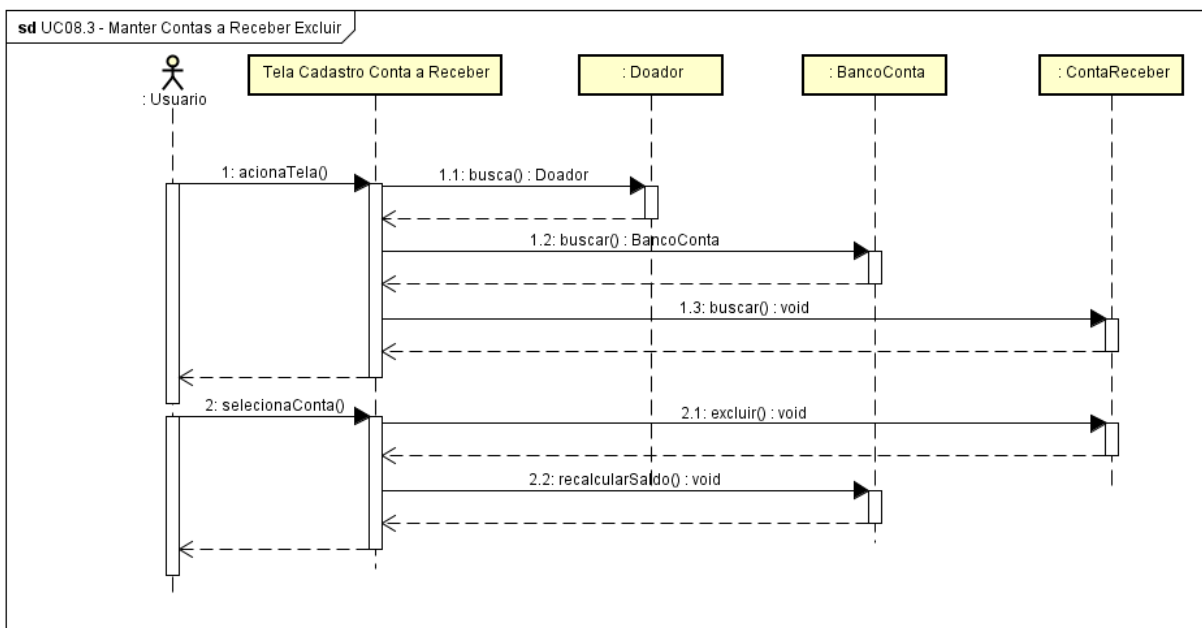 sd UC08.3 - Manter Contas a Receber Excluir
: Usuario
Tela Cadastro Conta a Receber
: Doador
: BancoConta
: ContaReceber
1: acionaTela()
1.1: busca() : Doador
1.2: buscar() : BancoConta
1.3: buscar() : void
2: selecionaConta()
2.1: excluir() : void
2.2: recalcularSaldo() : void